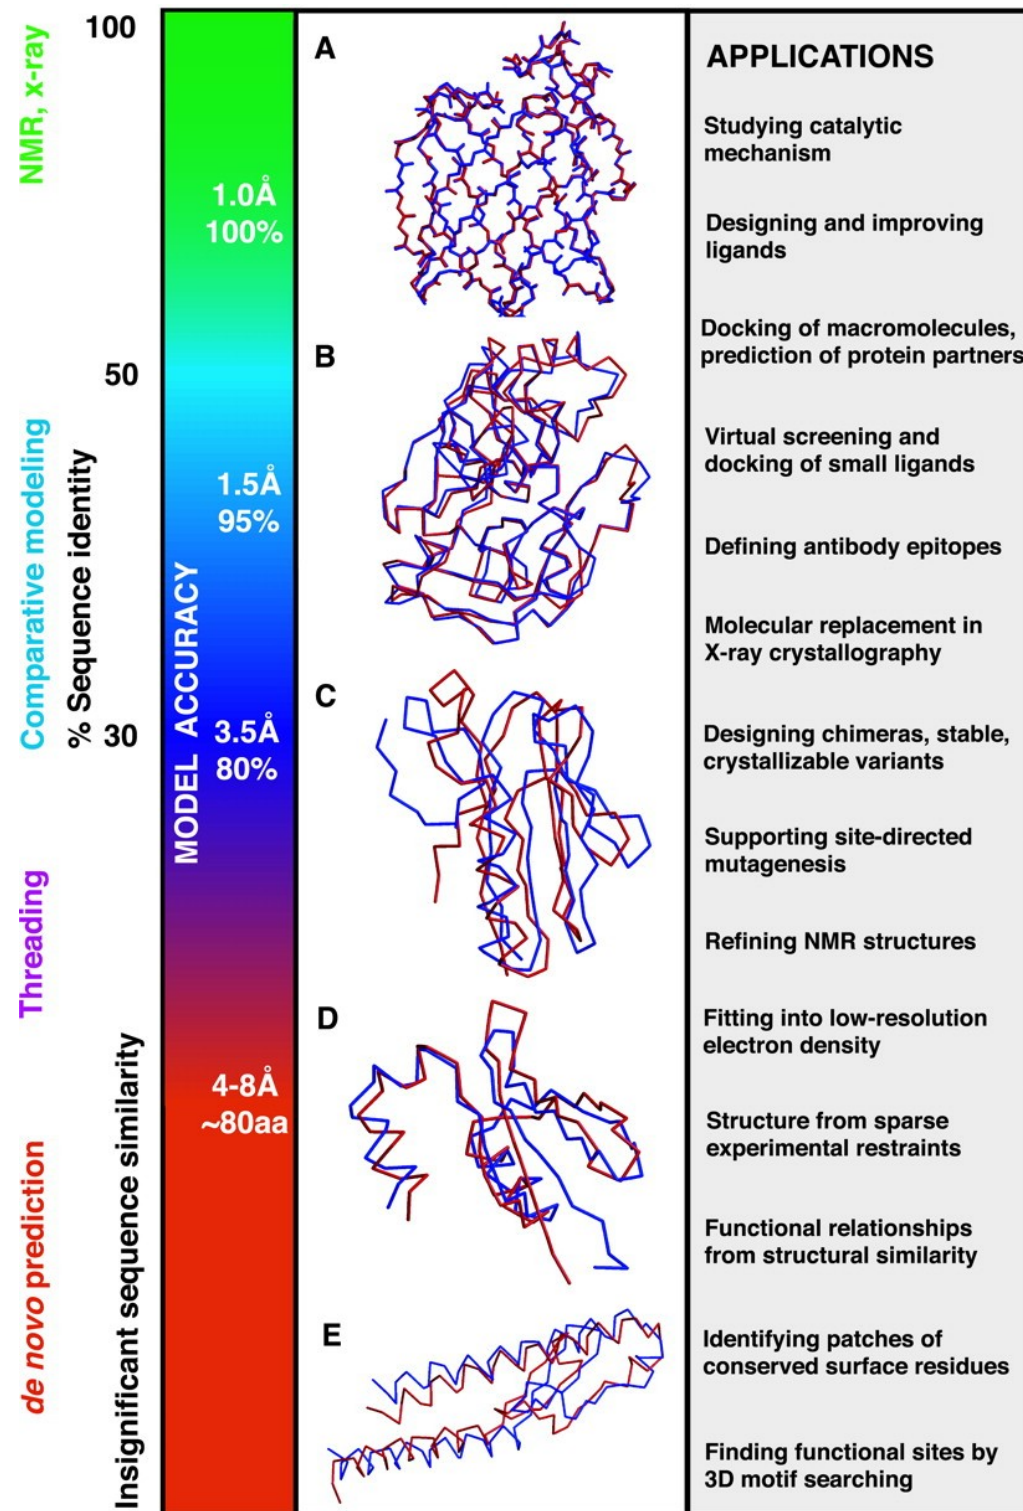 NMR, x-ray
Comparative modeling
Threading
de novo prediction
100
50
30
% Sequence identity
Insignificant sequence similarity
MODEL ACCURACY
1.0Å
100%
1.5Å
95%
3.5Å
80%
4-8Å
~80aa
A
B
C
D
E
APPLICATIONS
Studying catalytic
mechanism
Designing and improving
ligands
Docking of macromolecules,
prediction of protein partners
Virtual screening and
docking of small ligands
Defining antibody epitopes
Molecular replacement in
X-ray crystallography
Designing chimeras, stable,
crystallizable variants
Supporting site-directed
mutagenesis
Refining NMR structures
Fitting into low-resolution
electron density
Structure from sparse
experimental restraints
Functional relationships
from structural similarity
Identifying patches of
conserved surface residues
Finding functional sites by
3D motif searching